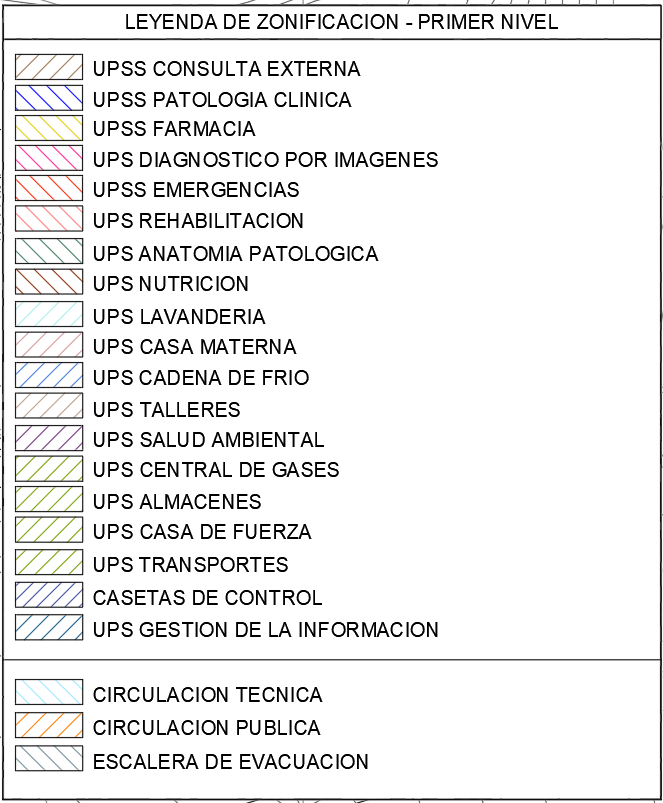 LEYENDA DE ZONIFICACION - PRIMER NIVEL
UPSS CONSULTA EXTERNA
UPSS PATOLOGIA CLINICA
UPSS FARMACIA
UPS DIAGNOSTICO POR IMAGENES
UPSS EMERGENCIAS
UPS REHABILITACION
UPS ANATOMIA PATOLOGICA
UPS NUTRICION
UPS LAVANDERIA
UPS CASA MATERNA
UPS CADENA DE FRIO
UPS TALLERES
UPS SALUD AMBIENTAL
UPS CENTRAL DE GASES
UPS ALMACENES
UPS CASA DE FUERZA
UPS TRANSPORTES
CASETAS DE CONTROL
UPS GESTION DE LA INFORMACION
CIRCULACION TECNICA
CIRCULACION PUBLICA
ESCALERA DE EVACUACION